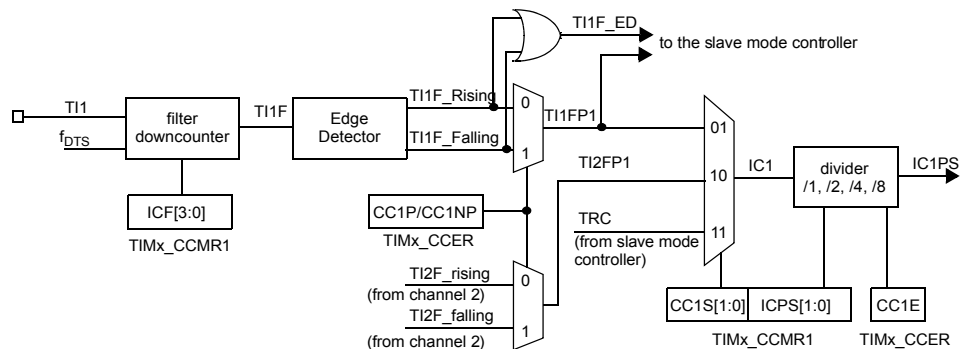 TI1F_ED
to the slave mode controller
TI1
fDTS
filter
downcounter
TI1F
Edge
Detector
TI1F_Rising
TI1F_Falling
0
1
TI1FP1
01
TI2FP1
10
IC1
divider
/1, /2, /4, /8
IC1PS
ICF[3:0]
TIMx_CCMR1
CC1P/CC1NP
TIMx_CCER
TRC
(from slave mode
controller)
11
TI2F_rising
(from channel 2)
0
TI2F_falling
(from channel 2)
1
CC1S[1:0]
ICPS[1:0]
TIMx_CCMR1
CC1E
TIMx_CCER